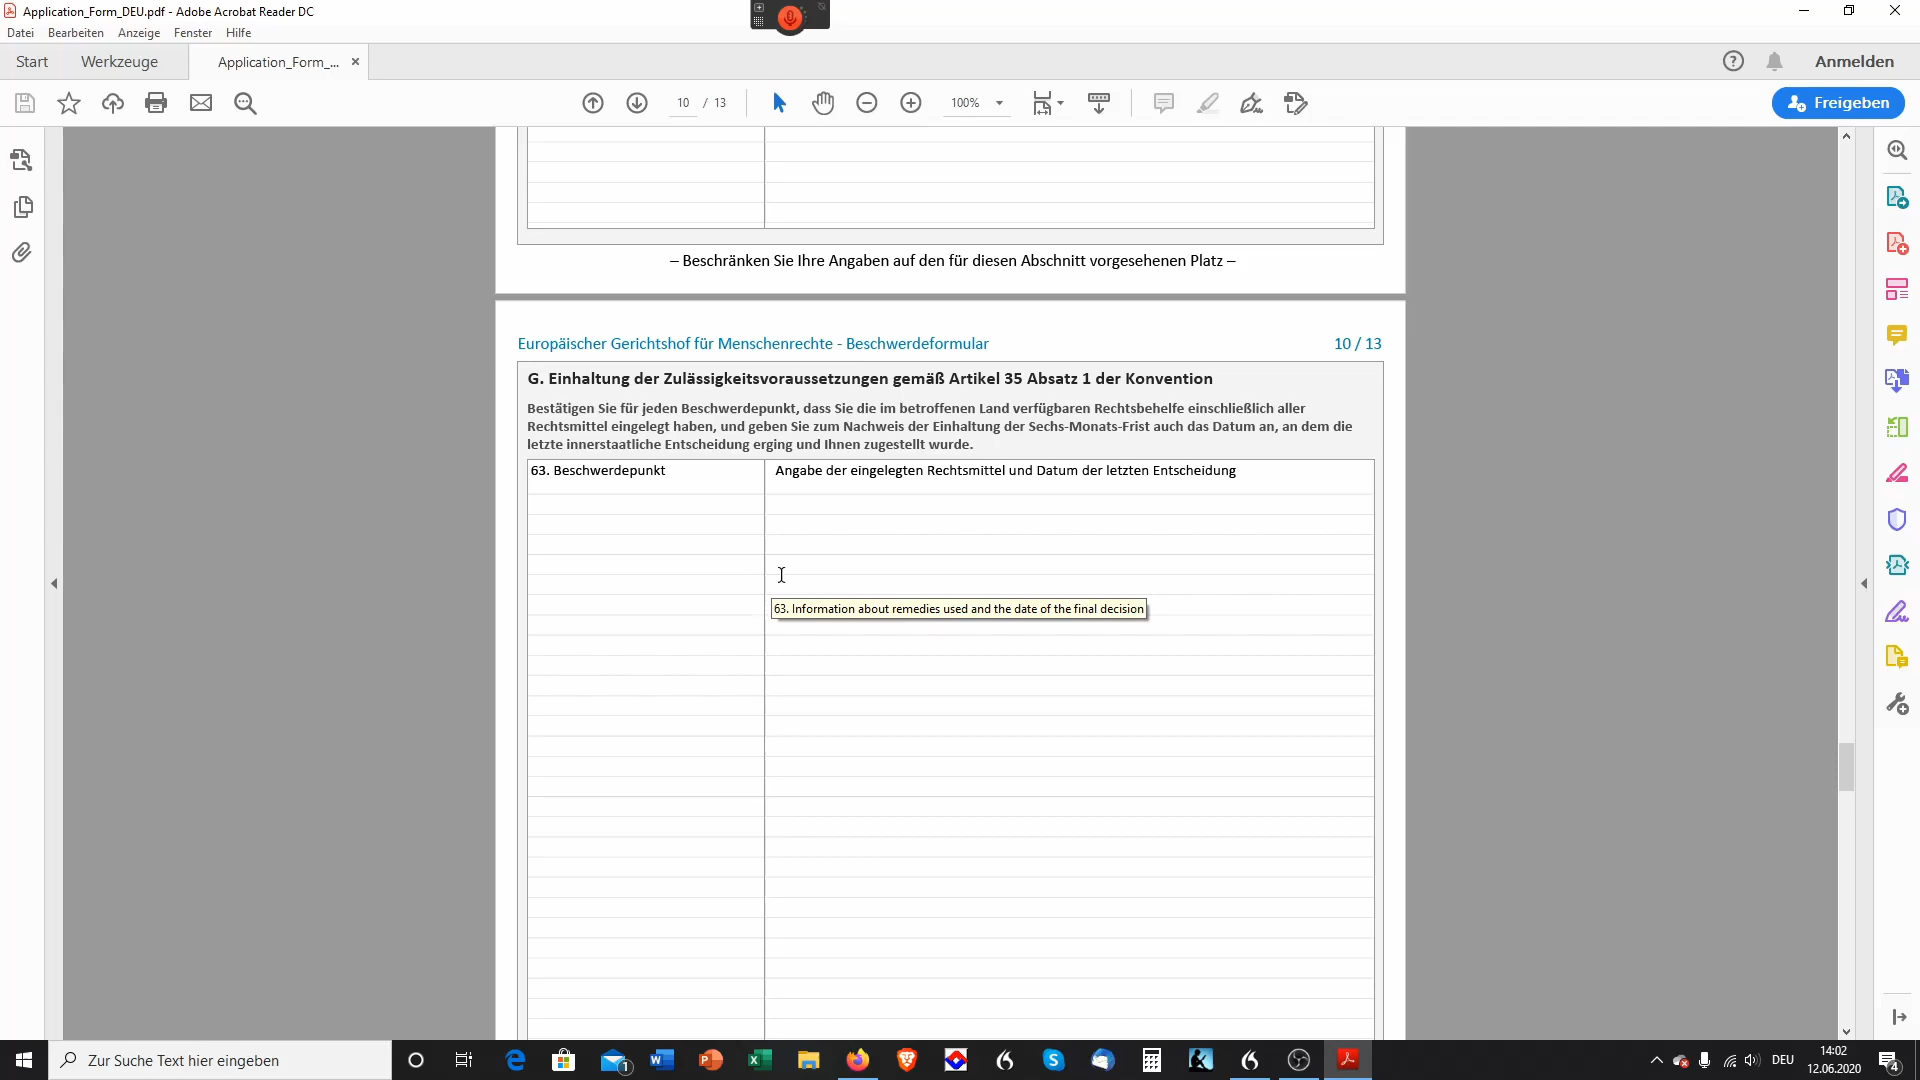 Application_Form_DEU.pdf - Adobe Acrobat Reader DC
Datei Bearbeiten Anzeige Fenster Hilfe
Start Werkzeuge Application_Form_... × Anmelden
10 / 13 100% Freigeben
– Beschränken Sie Ihre Angaben auf den für diesen Abschnitt vorgesehenen Platz –
Europäischer Gerichtshof für Menschenrechte - Beschwerdeformular 10 / 13
G. Einhaltung der Zulässigkeitsvoraussetzungen gemäß Artikel 35 Absatz 1 der Konvention
Bestätigen Sie für jeden Beschwerdepunkt, dass Sie die im betroffenen Land verfügbaren Rechtsbehelfe einschließlich aller
Rechtsmittel eingelegt haben, und geben Sie zum Nachweis der Einhaltung der Sechs-Monats-Frist auch das Datum an, an dem die
letzte innerstaatliche Entscheidung erging und Ihnen zugestellt wurde.
63. Beschwerdepunkt Angabe der eingelegten Rechtsmittel und Datum der letzten Entscheidung
63. Information about remedies used and the date of the final decision
Zur Suche Text hier eingeben 1 DEU 14:02
12.06.2020 4